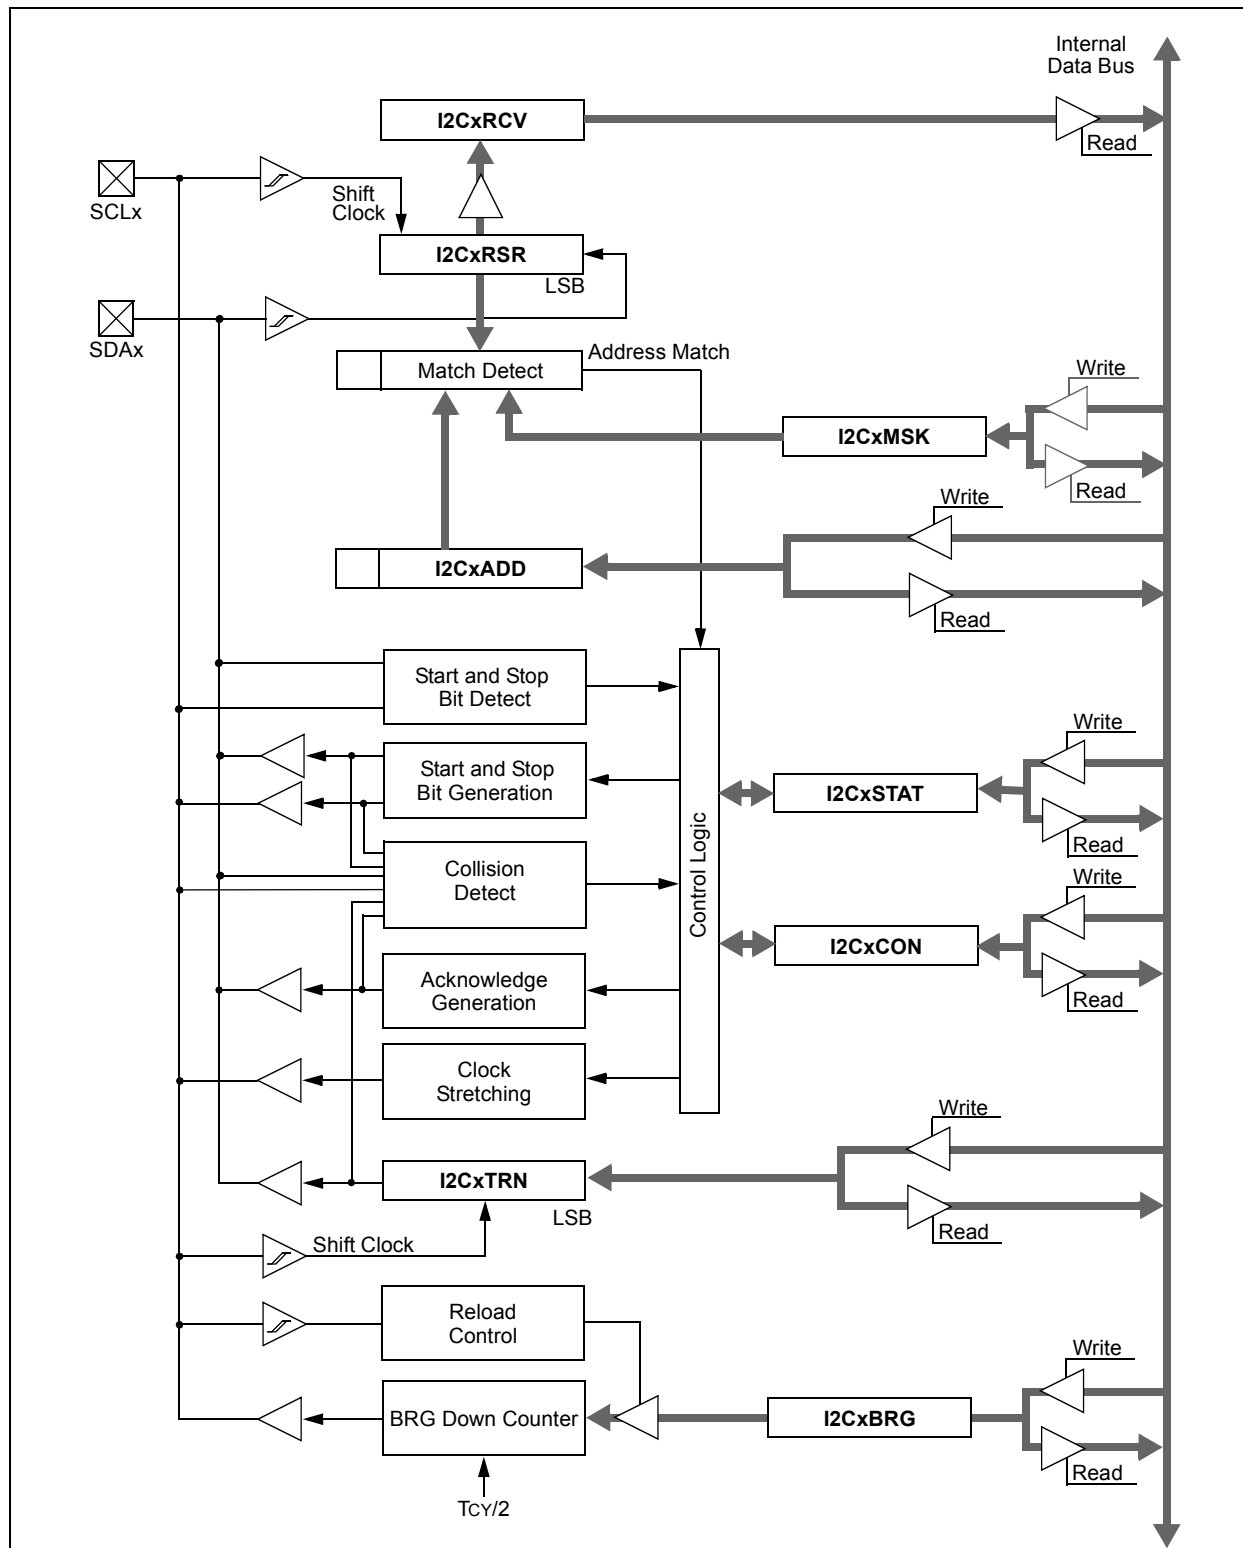 Internal
Data Bus
I2CxRCV
Read
SCLx
Shift
Clock
I2CxRSR
LSB
SDAx
Address Match
Match Detect
Write
I2CxMSK
Read
Write
I2CxADD
Read
Start and Stop
Bit Detect
Write
Start and Stop
Bit Generation
I2CxSTAT
Read
Control Logic
Collision
Detect
Write
I2CxCON
Read
Acknowledge
Generation
Clock
Stretching
Write
I2CxTRN
LSB
Read
Shift Clock
Reload
Control
Write
BRG Down Counter
I2CxBRG
Read
TCY/2